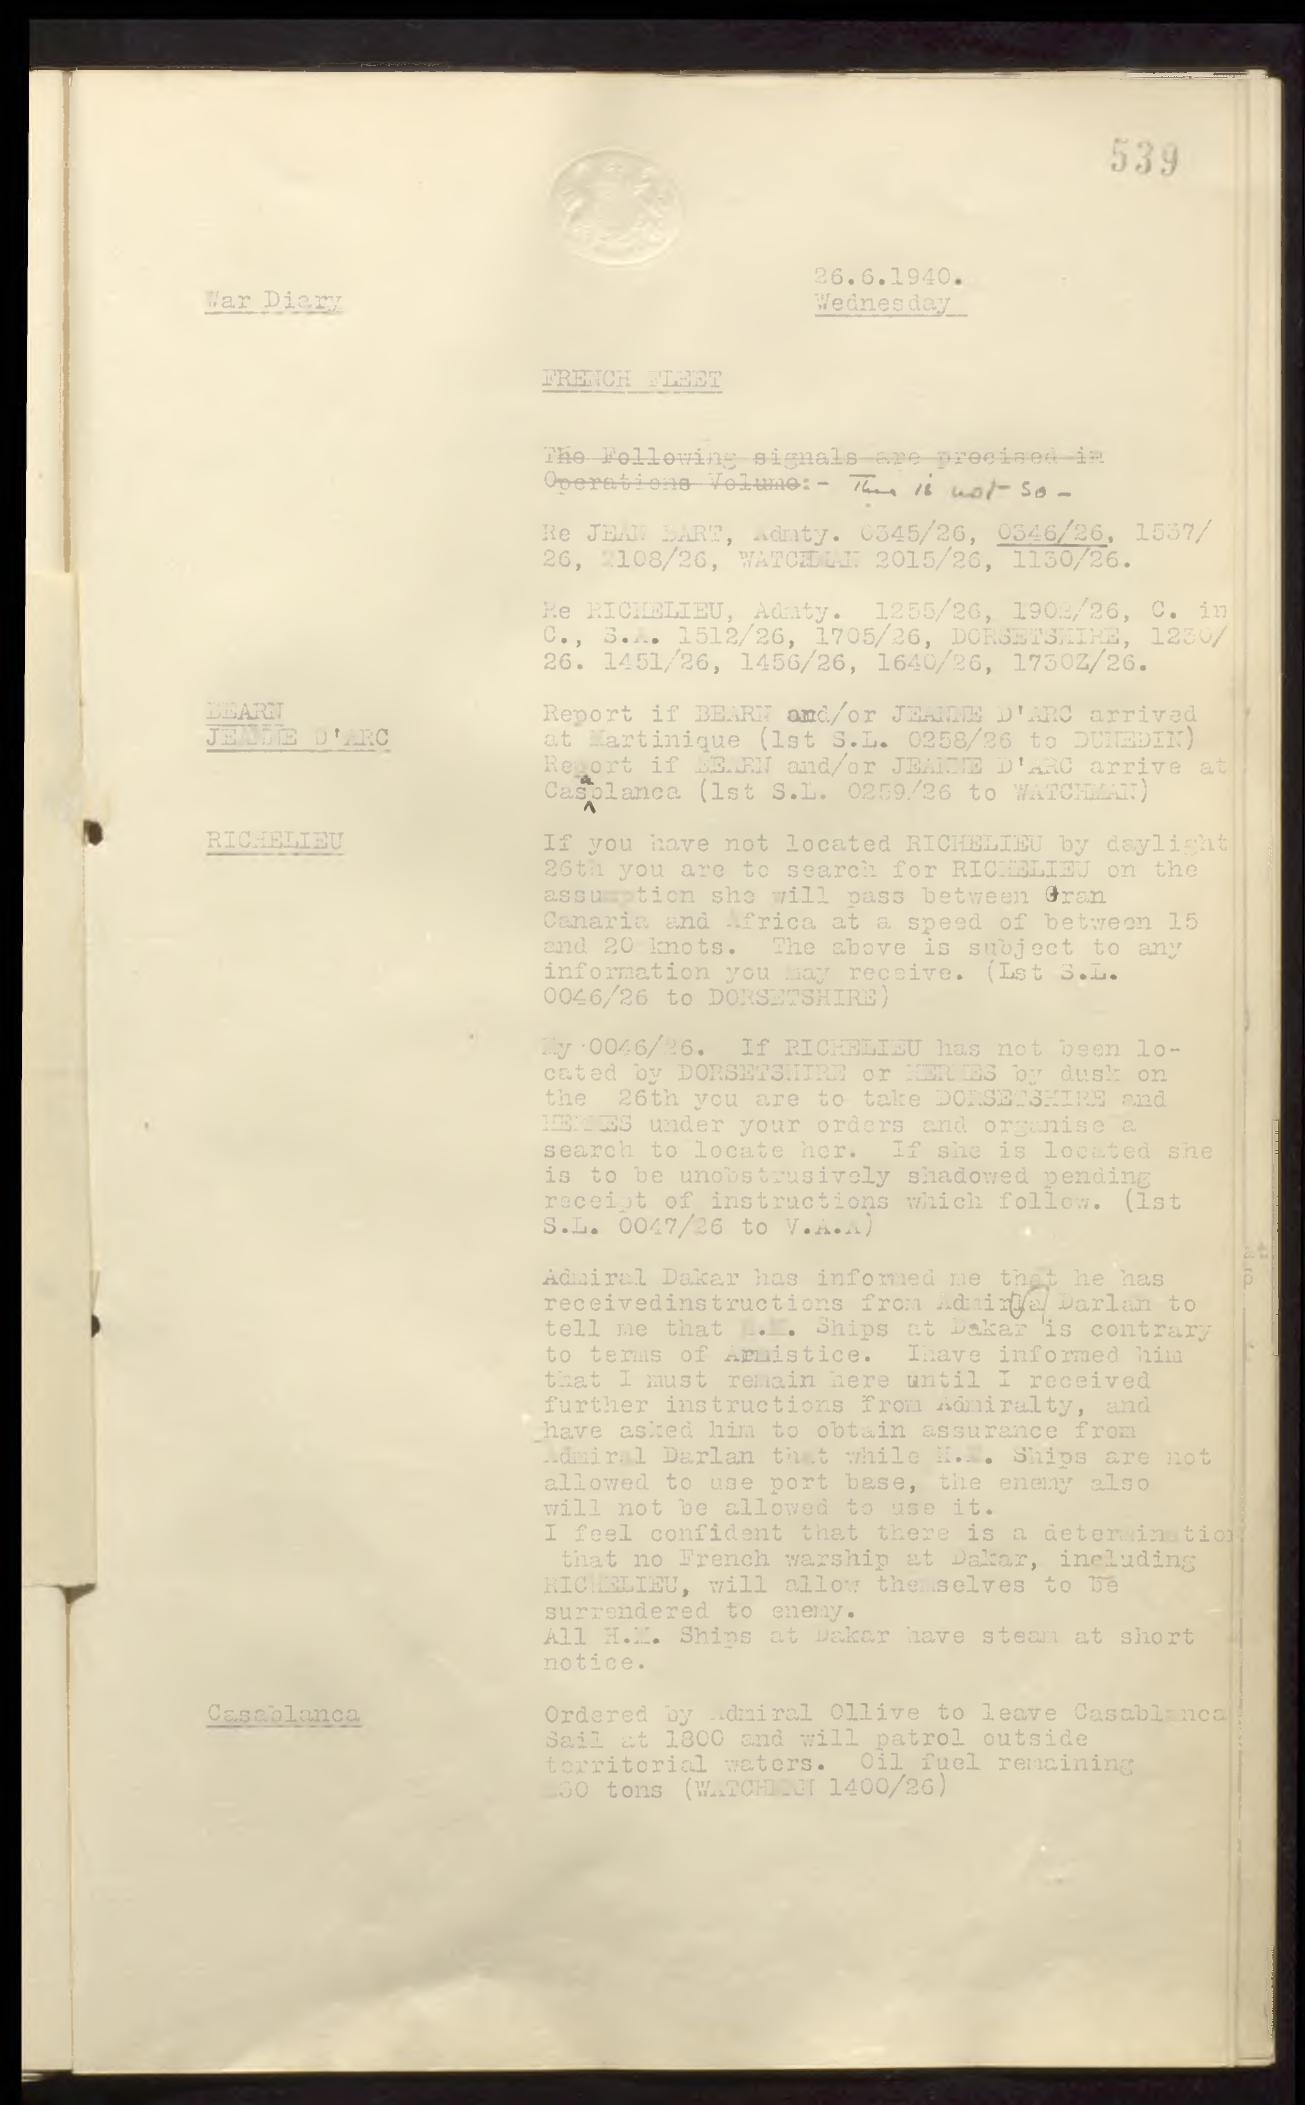 539
26.6.1940.
War Diary
Wednesday
FRENCH FLEET
The Following signals are precised in
Operations Volume:- This is not so -
Re JEAN BART, Admty. 0345/26, 0346/26, 1537/
26, 2108/26, WATCHMAN 2015/26, 1130/26.
Re RICHELIEU, Admty. 1255/26, 1902/26, C. in
C., S.A. 1512/26, 1705/26, DORSETSHIRE, 1230/
26. 1451/26, 1456/26, 1640/26, 1730Z/26.
BEARN
JEANNE D'ARC
Report if BEARN and/or JEANNE D'ARC arrived
at Martinique (1st S.L. 0258/26 to DUNEDIN)
Report if BEARN and/or JEANNE D'ARC arrive at
Casablanca (1st S.L. 0259/26 to WATCHMAN)
RICHELIEU
If you have not located RICHELIEU by daylight
26th you are to search for RICHELIEU on the
assumption she will pass between Gran
Canaria and Africa at a speed of between 15
and 20 knots. The above is subject to any
information you may receive. (Lst S.L.
0046/26 to DORSETSHIRE)
My 0046/26. If RICHELIEU has not been lo-
cated by DORSETSHIRE or HERMES by dusk on
the 26th you are to take DORSETSHIRE and
HERMES under your orders and organise a
search to locate her. If she is located she
is to be unobstrusively shadowed pending
receipt of instructions which follow. (1st
S.L. 0047/26 to V.A.A)
Admiral Dakar has informed me that he has
receivedinstructions from Admiral Darlan to
tell me that H.M. Ships at Dakar is contrary
to terms of Armistice. Ihave informed him
that I must remain here until I received
further instructions from Admiralty, and
have asked him to obtain assurance from
Admiral Darlan that while H.M. Ships are not
allowed to use port base, the enemy also
will not be allowed to use it.
I feel confident that there is a determination
that no French warship at Dakar, including
RICHELIEU, will allow themselves to be
surrendered to enemy.
All H.M. Ships at Dakar have steam at short
notice.
Casablanca
Ordered by Admiral Ollive to leave Casablanca
Sail at 1800 and will patrol outside
territorial waters. Oil fuel remaining
tons (WATCHMAN 1400/26)